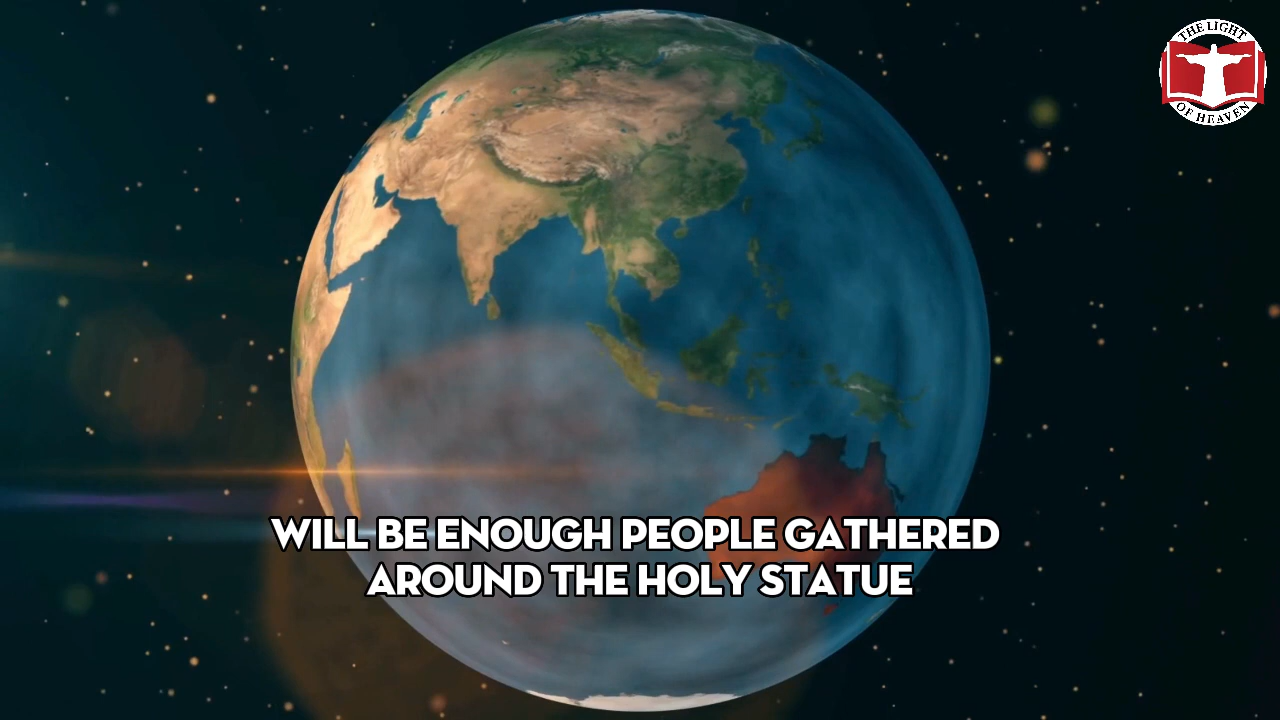 THE LIGHT
OF HEAVEN
WILL BE ENOUGH PEOPLE GATHERED
AROUND THE HOLY STATUE